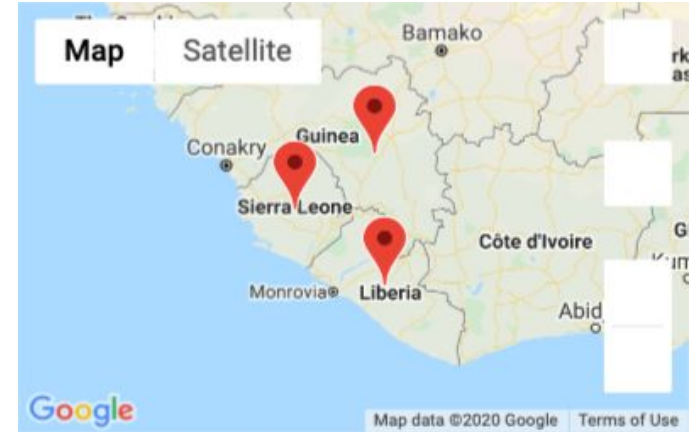 Map Satellite
Bamako
Guinea
Conakry
Sierra Leone
Côte d'Ivoire
Monrovia
Liberia
Abid
Google
Map data ©2020 Google Terms of Use